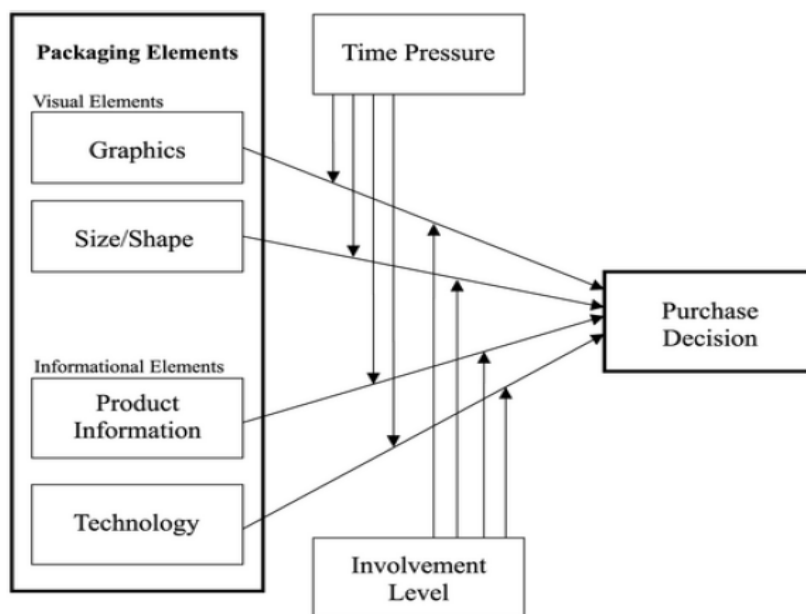 Packaging Elements
Visual Elements
Graphics
Size/Shape
Informational Elements
Product
Information
Technology
Time Pressure
Involvement
Level
Purchase
Decision